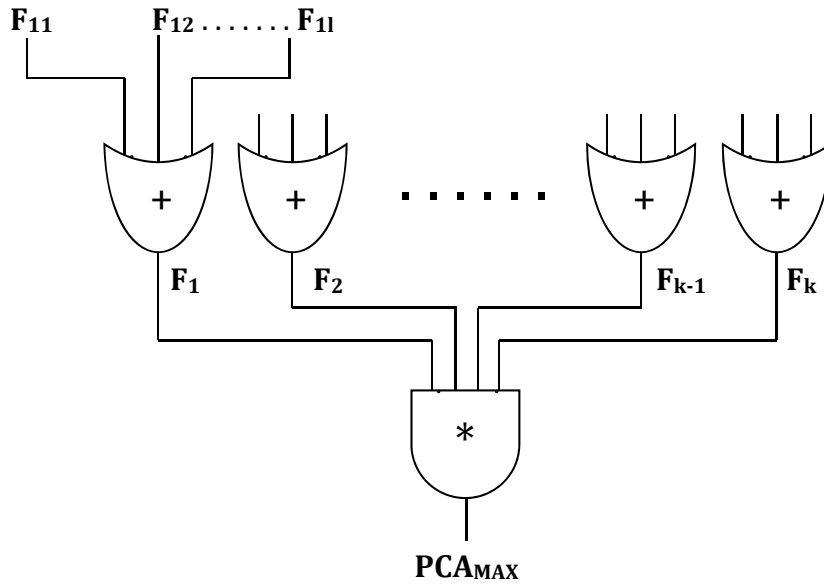 F11 F12 . . . . . . . F1l
+ + . . . . . . + +
F1 F2 Fk-1 Fk
*
PCAMAX